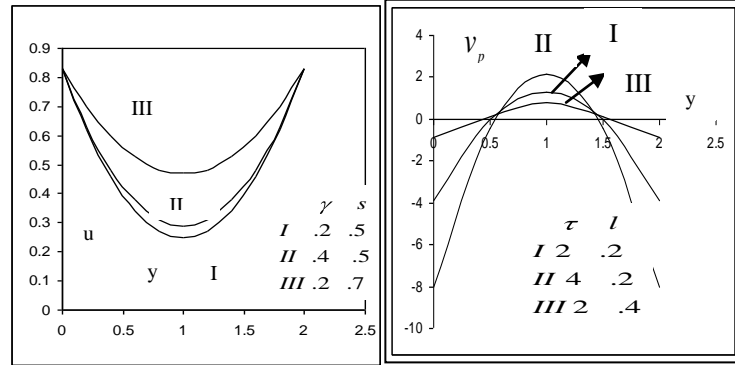 0.9
0.8
0.7
0.6
0.5
0.4
0.3
0.2
0.1
0
0 0.5 1 1.5 2 2.5
III
II
I
u
y
γ s
I .2 .5
II .4 .5
III .2 .7
4
2
0
-2
-4
-6
-8
-10
0 0.5 1 1.5 2 2.5
V_p
II
I
III
y
τ l
I 2 .2
II 4 .2
III 2 .4